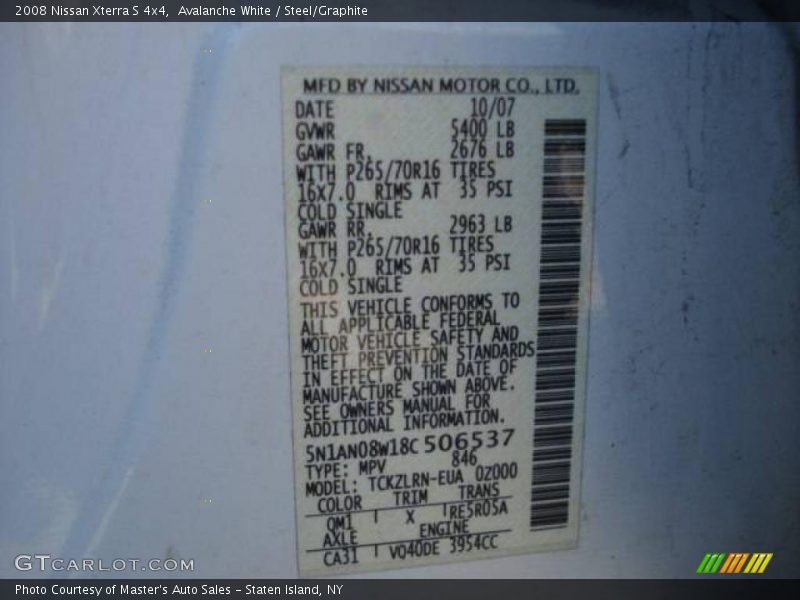 2008 Nissan Xterra S 4x4,  Avalanche White / Steel/Graphite
MFD BY NISSAN MOTOR CO., LTD.
DATE 10/07
GVWR 5400 LB
GAWR FR. 2676 LB
WITH P265/70R16 TIRES
16X7.0 RIMS AT 35 PSI
COLD SINGLE
GAWR RR. 2963 LB
WITH P265/70R16 TIRES
16X7.0 RIMS AT 35 PSI
COLD SINGLE
THIS VEHICLE CONFORMS TO
ALL APPLICABLE FEDERAL
MOTOR VEHICLE SAFETY AND
THEFT PREVENTION STANDARDS
IN EFFECT ON THE DATE OF
MANUFACTURE SHOWN ABOVE.
SEE OWNERS MANUAL FOR
ADDITIONAL INFORMATION.
5N1AN08W18C506537
TYPE: MPV 846
MODEL: TCKZLRN-EUA 0Z000
COLOR TRIM TRANS
QM1 X RE5R05A
AXLE ENGINE
CA31 VQ40DE 3954CC
GTCARLOT.COM
Photo Courtesy of Master's Auto Sales - Staten Island, NY